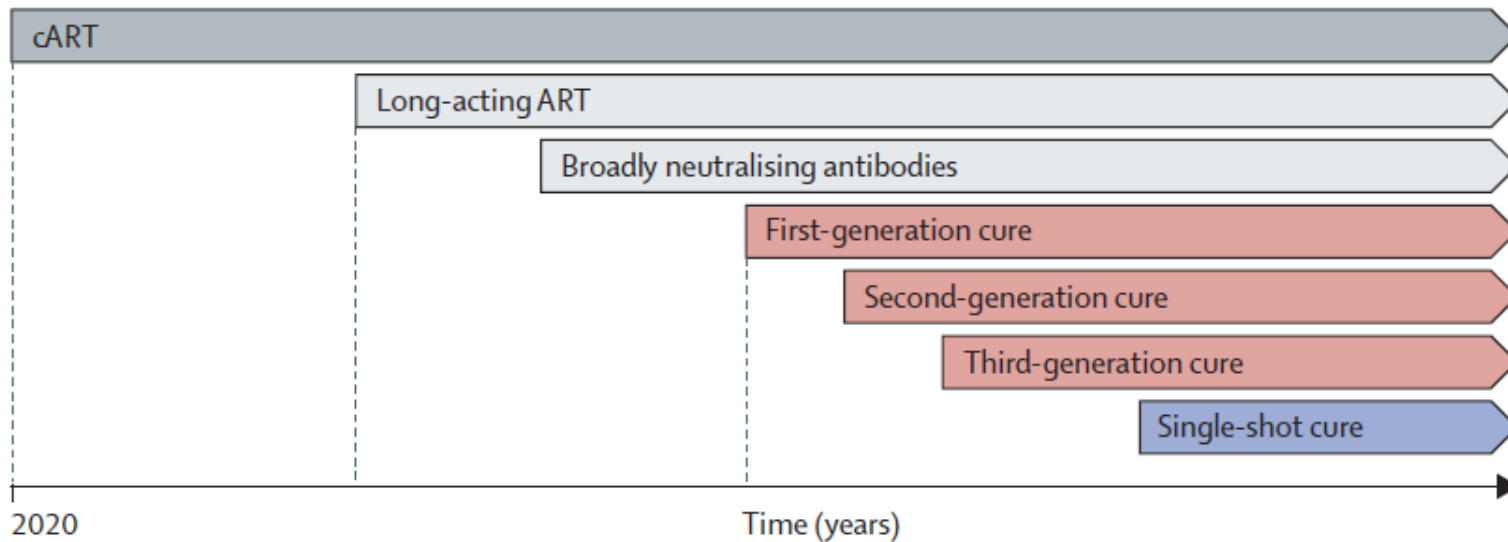 cART
Long-acting ART
Broadly neutralising antibodies
First-generation cure
Second-generation cure
Third-generation cure
Single-shot cure
2020
Time (years)